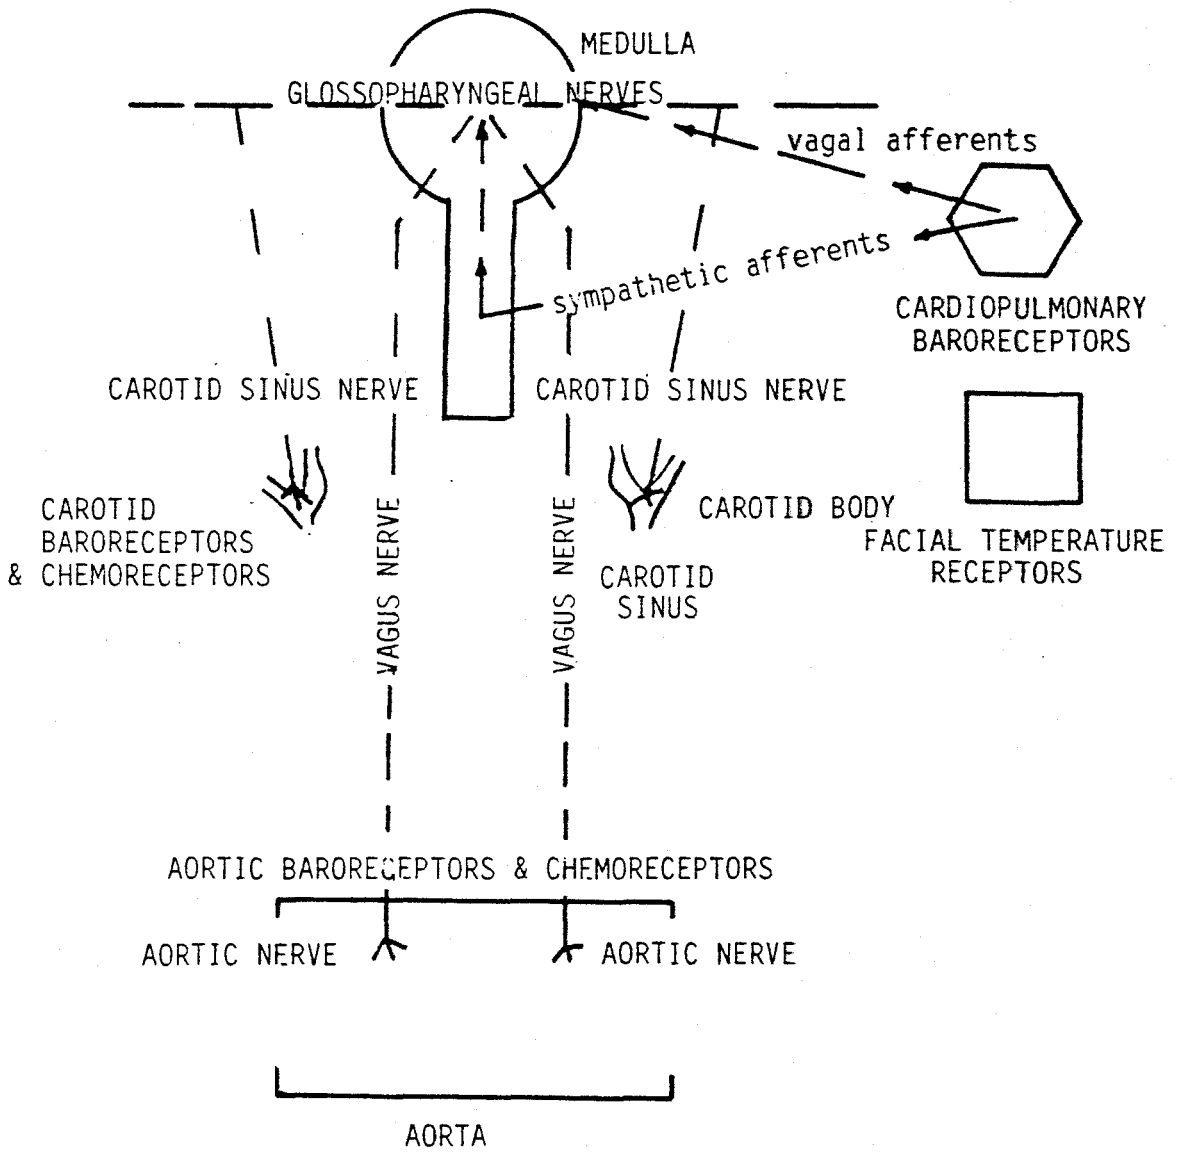 MEDULLA
GLOSSOPHARYNGEAL NERVES
vagal afferents
sympathetic afferents
CARDIOPULMONARY
BARORECEPTORS
CAROTID SINUS NERVE
CAROTID SINUS NERVE
CAROTID
BARORECEPTORS
& CHEMORECEPTORS
VAGUS NERVE
VAGUS NERVE
CAROTID BODY
CAROTID
SINUS
FACIAL TEMPERATURE
RECEPTORS
AORTIC BARORECEPTORS & CHEMORECEPTORS
AORTIC NERVE
AORTIC NERVE
AORTA